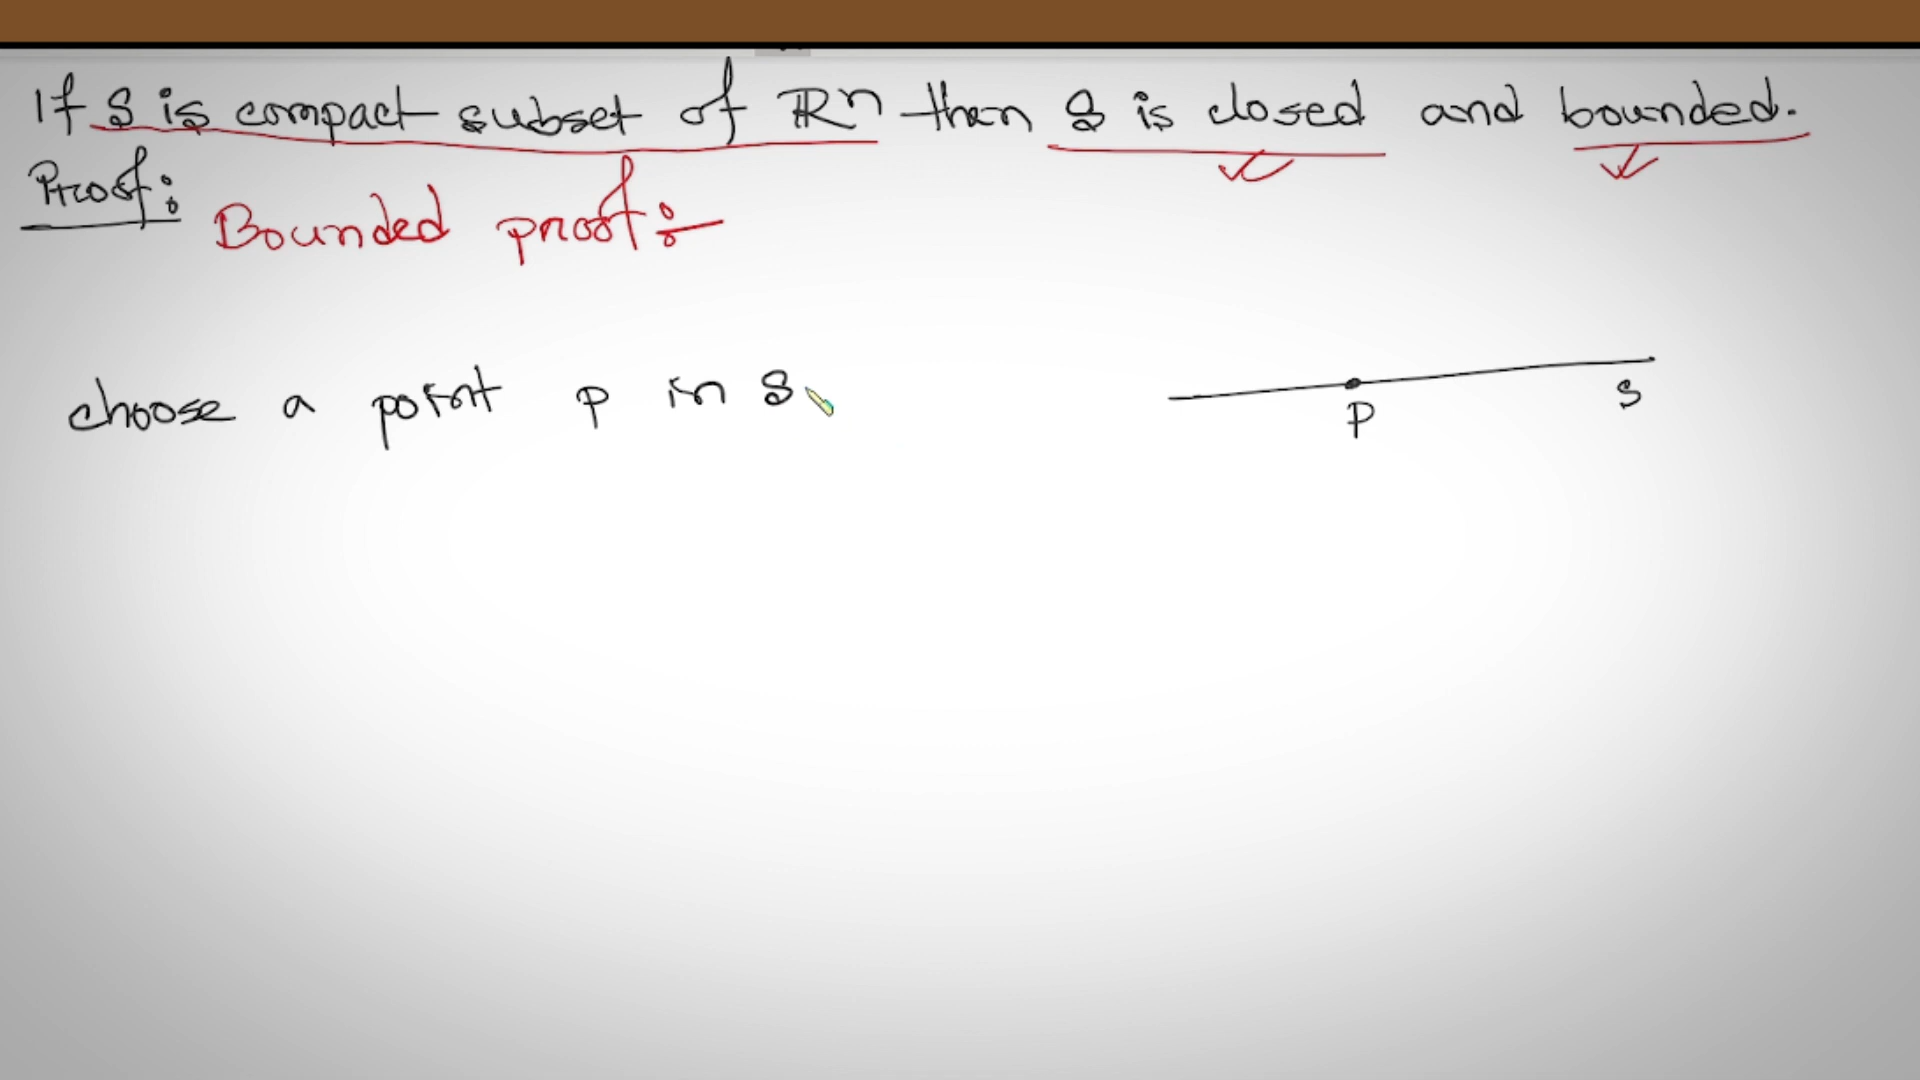 If S is compact subset of ℝⁿ then S is closed and bounded.
Proof:
Bounded proof:-
choose a point p in S
P
S